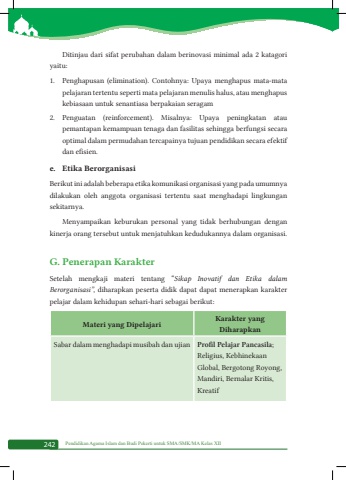 Ditinjau dari sifat perubahan dalam berinovasi minimal ada 2 katagori
yaitu:
1. Penghapusan (elimination). Contohnya: Upaya menghapus mata-mata
pelajaran tertentu seperti mata pelajaran menulis halus, atau menghapus
kebiasaan untuk senantiasa berpakaian seragam
2. Penguatan (reinforcement). Misalnya: Upaya peningkatan atau
pemantapan kemampuan tenaga dan fasilitas sehingga berfungsi secara
optimal dalam permudahan tercapainya tujuan pendidikan secara efektif
dan efisien.
e. Etika Berorganisasi
Berikut ini adalah beberapa etika komunikasi organisasi yang pada umumnya
dilakukan oleh anggota organisasi tertentu saat menghadapi lingkungan
sekitarnya.
Menyampaikan keburukan personal yang tidak berhubungan dengan
kinerja orang tersebut untuk menjatuhkan kedudukannya dalam organisasi.
G. Penerapan Karakter
Setelah mengkaji materi tentang "Sikap Inovatif dan Etika dalam
Berorganisasi", diharapkan peserta didik dapat dapat menerapkan karakter
pelajar dalam kehidupan sehari-hari sebagai berikut:
Materi yang Dipelajari
Karakter yang
Diharapkan
Sabar dalam menghadapi musibah dan ujian
Profil Pelajar Pancasila;
Religius, Kebhinekaan
Global, Bergotong Royong,
Mandiri, Bernalar Kritis,
Kreatif
242 Pendidikan Agama Islam dan Budi Pekerti untuk SMA/SMK/MA Kelas XII